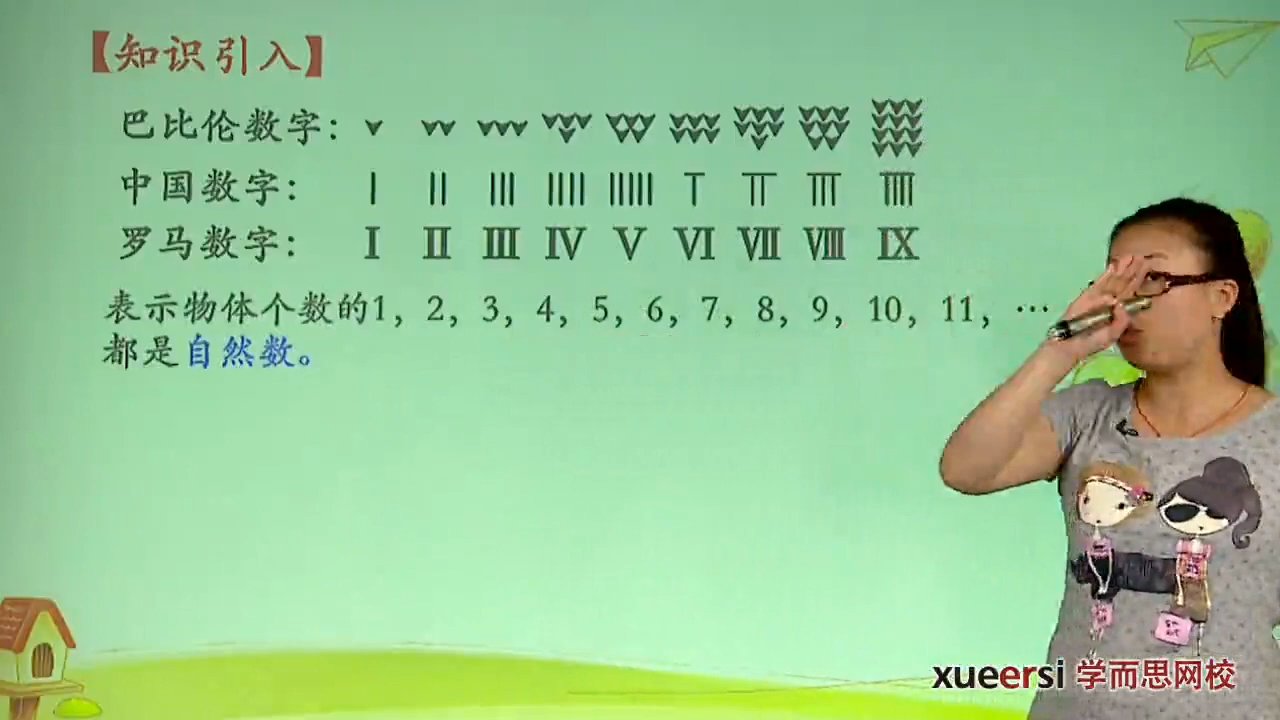 【知识引入】
巴比伦数字：
中国数字：
罗马数字： Ⅰ Ⅱ Ⅲ Ⅳ Ⅴ Ⅵ Ⅶ Ⅷ Ⅸ
表示物体个数的1，2，3，4，5，6，7，8，9，10，11，…
都是自然数。
xueersi 学而思网校